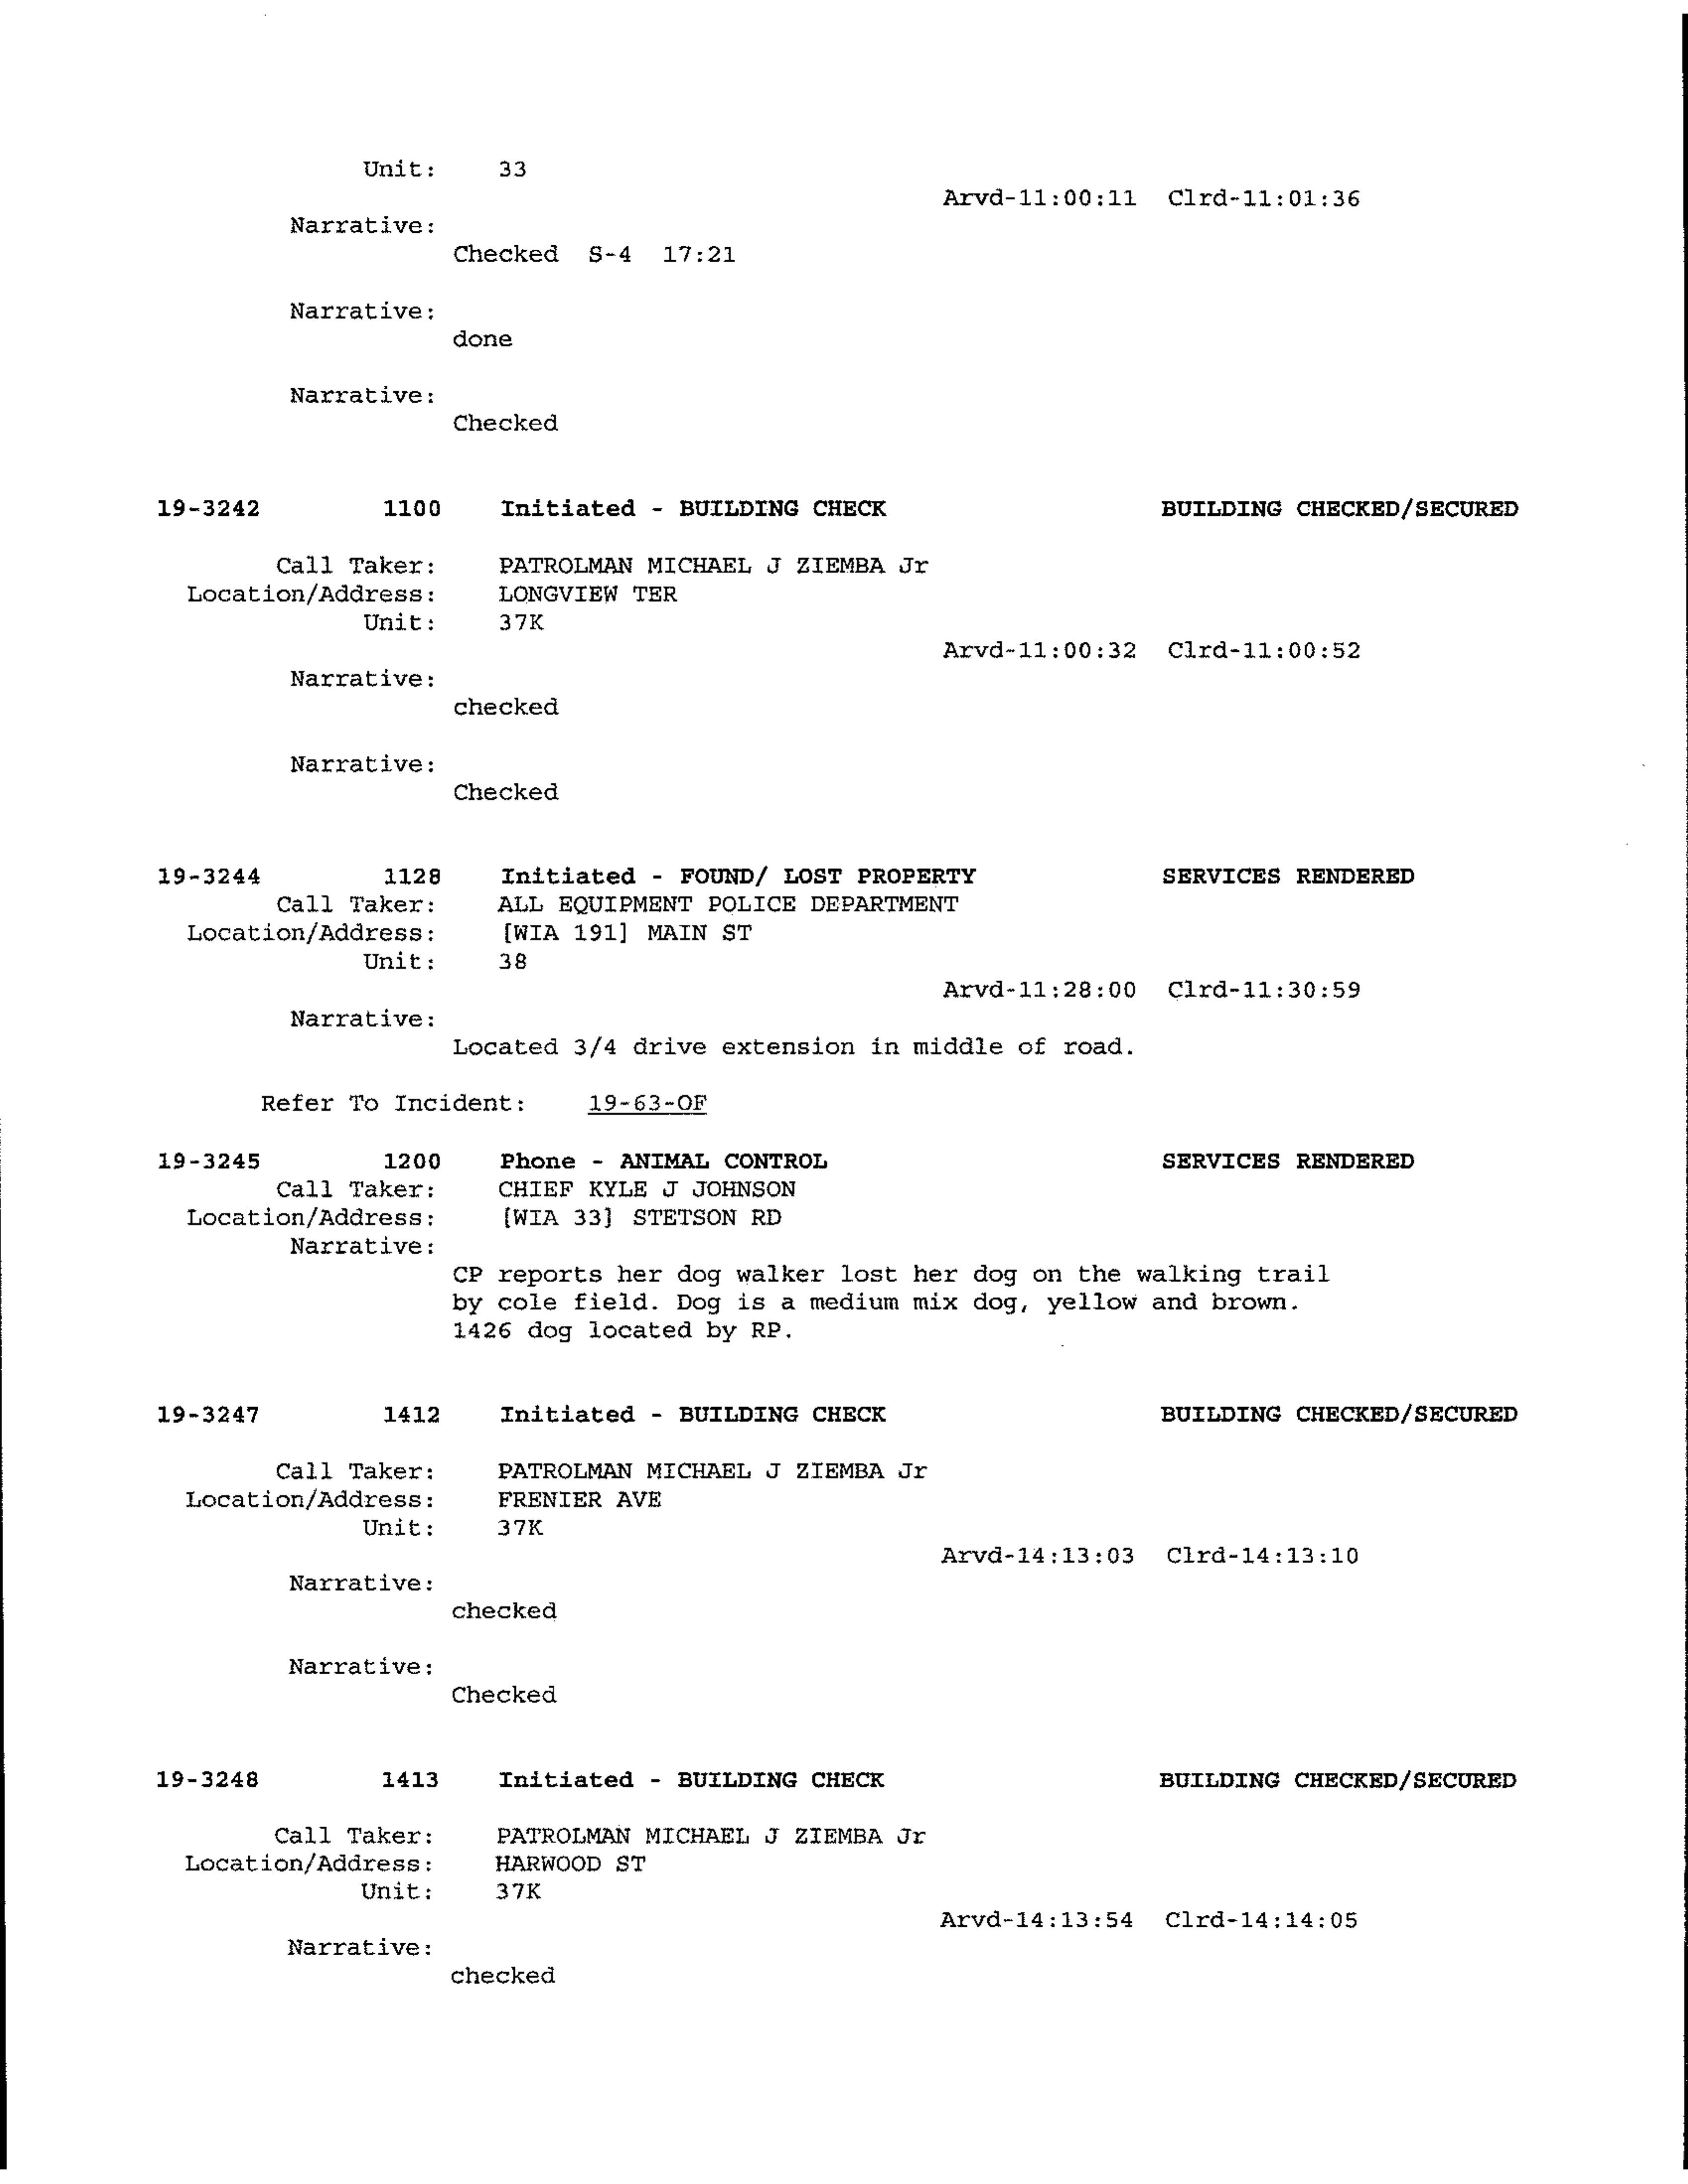 Unit: 33
Arvd-11:00:11 Clrd-11:01:36
Narrative:
Checked S-4 17:21
Narrative:
done
Narrative:
Checked
19-3242 1100 Initiated - BUILDING CHECK BUILDING CHECKED/SECURED
Call Taker: PATROLMAN MICHAEL J ZIEMBA Jr
Location/Address: LONGVIEW TER
Unit: 37K
Arvd-11:00:32 Clrd-11:00:52
Narrative:
checked
Narrative:
Checked
19-3244 1128 Initiated - FOUND/ LOST PROPERTY SERVICES RENDERED
Call Taker: ALL EQUIPMENT POLICE DEPARTMENT
Location/Address: [WIA 191] MAIN ST
Unit: 38
Arvd-11:28:00 Clrd-11:30:59
Narrative:
Located 3/4 drive extension in middle of road.
Refer To Incident: 19-63-OF
19-3245 1200 Phone - ANIMAL CONTROL SERVICES RENDERED
Call Taker: CHIEF KYLE J JOHNSON
Location/Address: [WIA 33] STETSON RD
Narrative:
CP reports her dog walker lost her dog on the walking trail
by cole field. Dog is a medium mix dog, yellow and brown.
1426 dog located by RP.
19-3247 1412 Initiated - BUILDING CHECK BUILDING CHECKED/SECURED
Call Taker: PATROLMAN MICHAEL J ZIEMBA Jr
Location/Address: FRENIER AVE
Unit: 37K
Arvd-14:13:03 Clrd-14:13:10
Narrative:
checked
Narrative:
Checked
19-3248 1413 Initiated - BUILDING CHECK BUILDING CHECKED/SECURED
Call Taker: PATROLMAN MICHAEL J ZIEMBA Jr
Location/Address: HARWOOD ST
Unit: 37K
Arvd-14:13:54 Clrd-14:14:05
Narrative:
checked